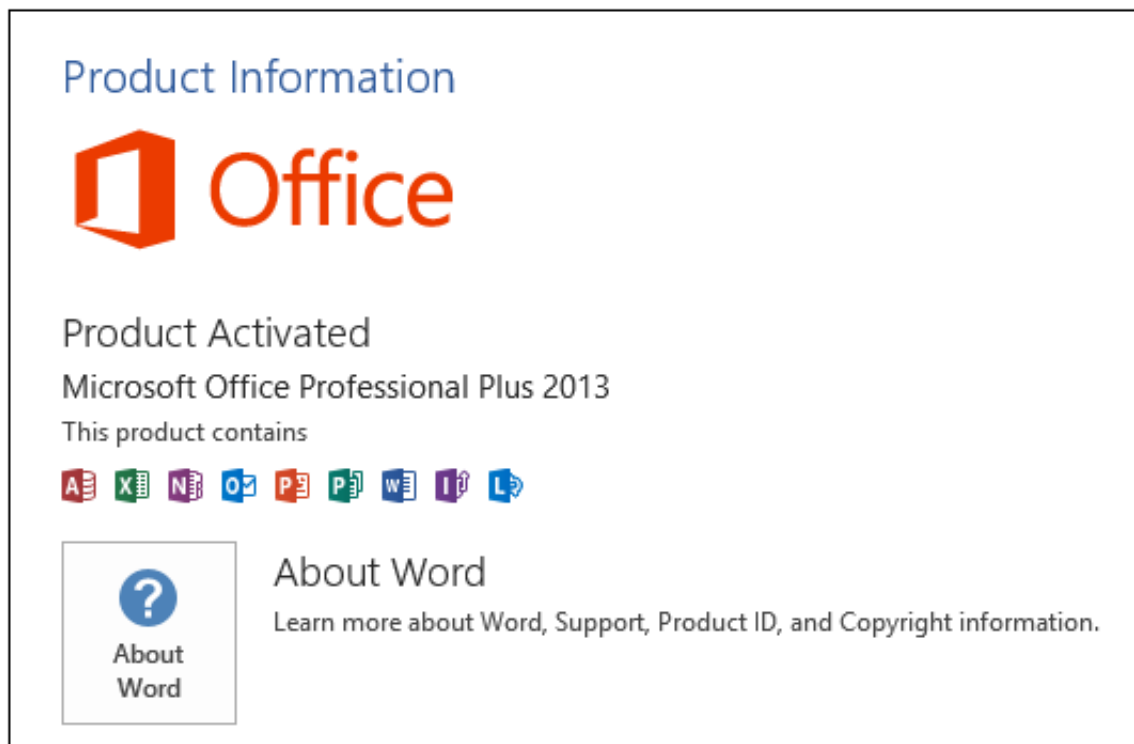 Product Information
Office
Product Activated
Microsoft Office Professional Plus 2013
This product contains
A X N O P P W I L
About Word
Learn more about Word, Support, Product ID, and Copyright information.
?
About
Word